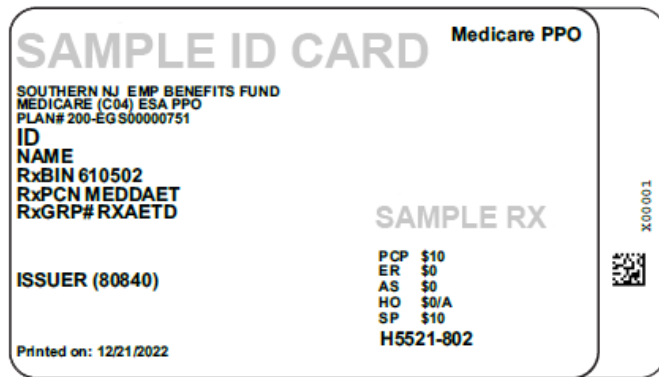 SAMPLE ID CARD
Medicare PPO
SOUTHERN NJ EMP BENEFITS FUND
MEDICARE (C04) ESA PPO
PLAN# 200-EGS00000751
ID
NAME
RxBIN 610502
RxPCN MEDDAET
RxGRP# RXAETD
SAMPLE RX
PCP $10
ER $0
AS $0
HO $0/A
SP $10
ISSUER (80840)
H5521-802
Printed on: 12/21/2022
X00001